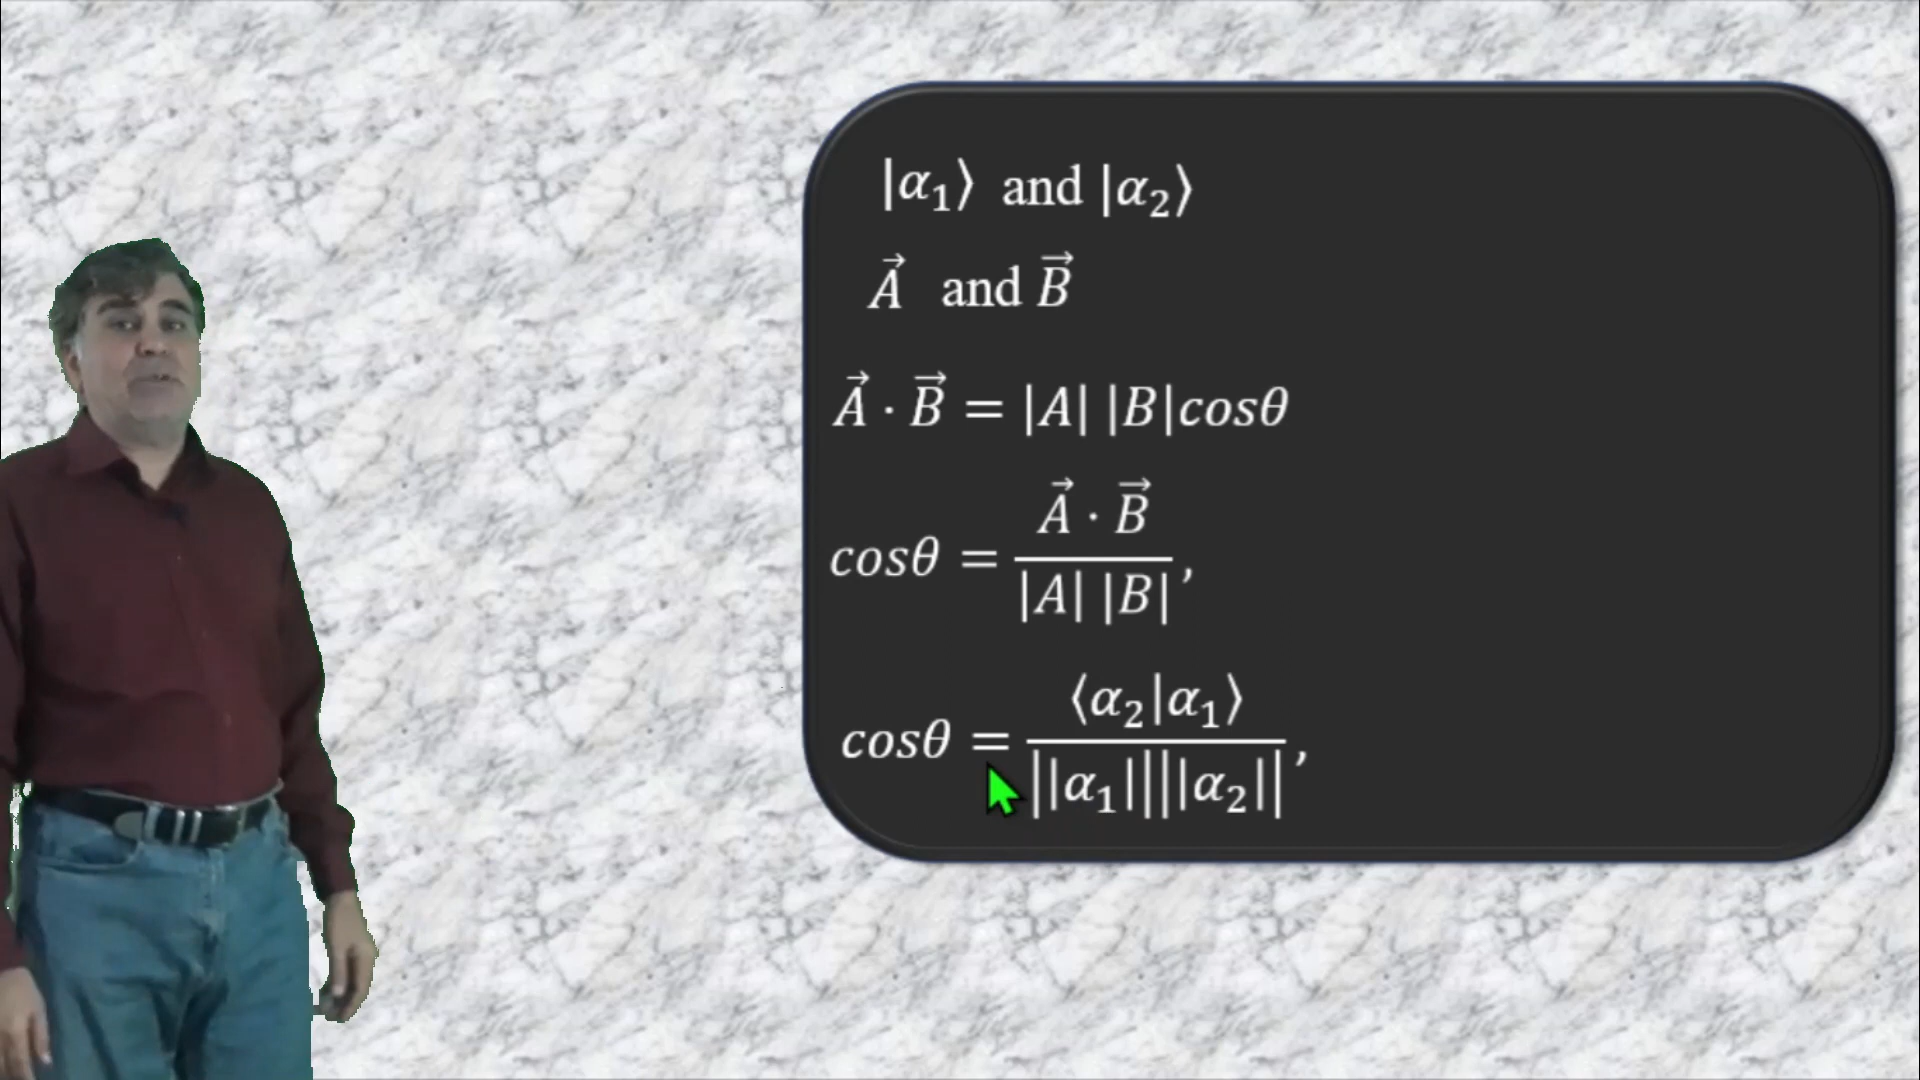 |α₁⟩ and |α₂⟩
A⃗ and B⃗
A⃗ · B⃗ = |A| |B|cosθ
cosθ = A⃗ · B⃗ / |A| |B|,
cosθ = ⟨α₂|α₁⟩ / ||α₁||||α₂||,